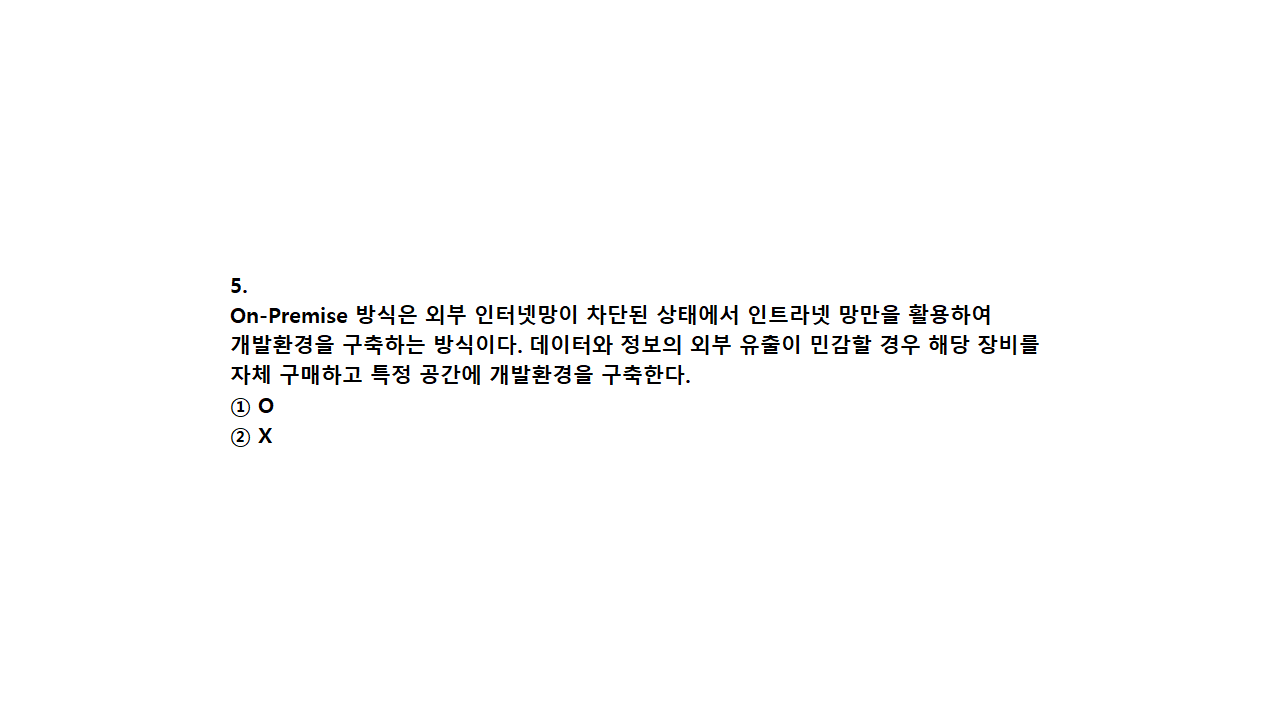 5.
On-Premise 방식은 외부 인터넷망이 차단된 상태에서 인트라넷 망만을 활용하여
개발환경을 구축하는 방식이다. 데이터와 정보의 외부 유출이 민감할 경우 해당 장비를
자체 구매하고 특정 공간에 개발환경을 구축한다.
① O
② X